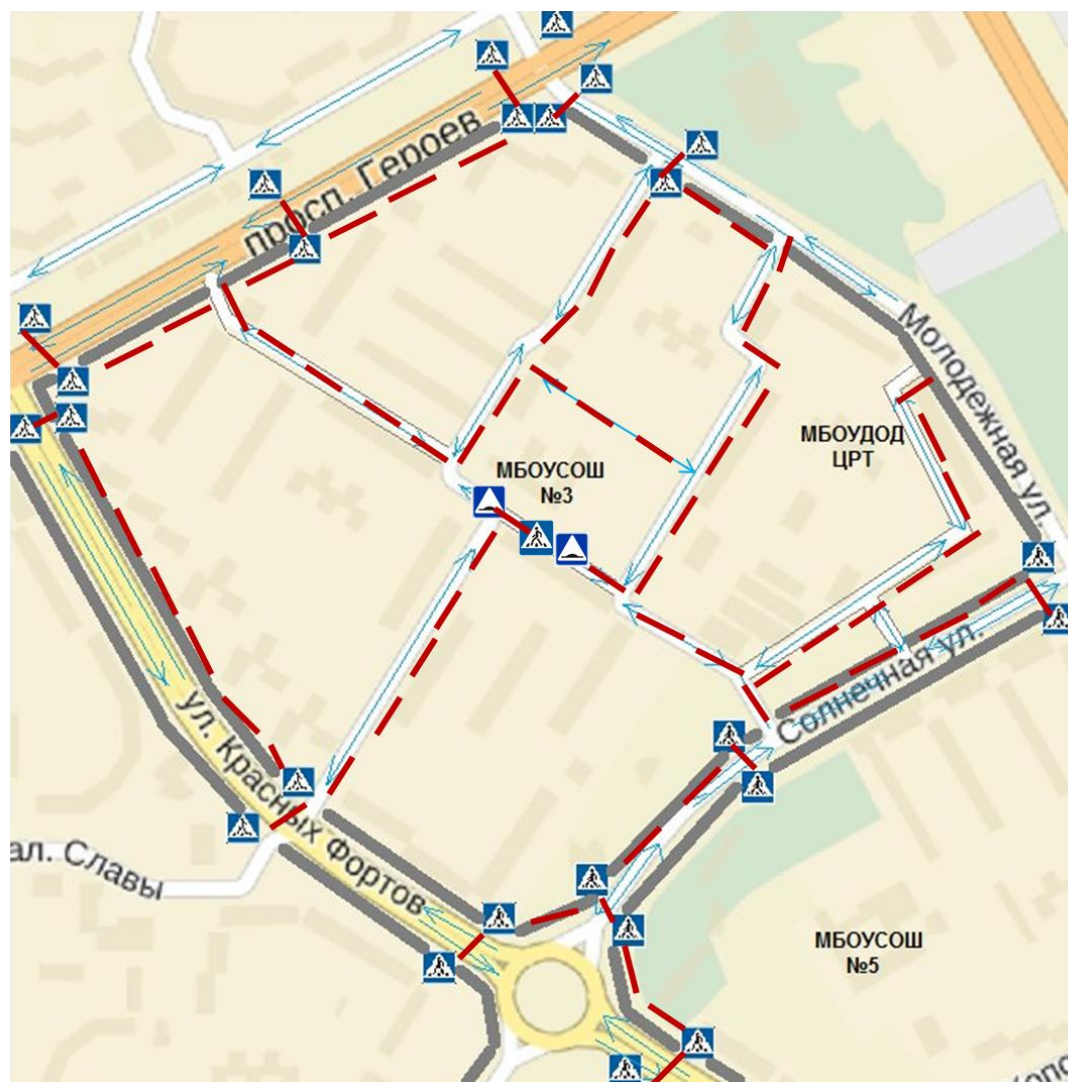 просп. Героев
Молодежная ул.
МБОУДОД
ЦРТ
МБОУСОШ
№3
Солнечная ул.
ул. Красных Фортов
ал. Славы
МБОУСОШ
№5